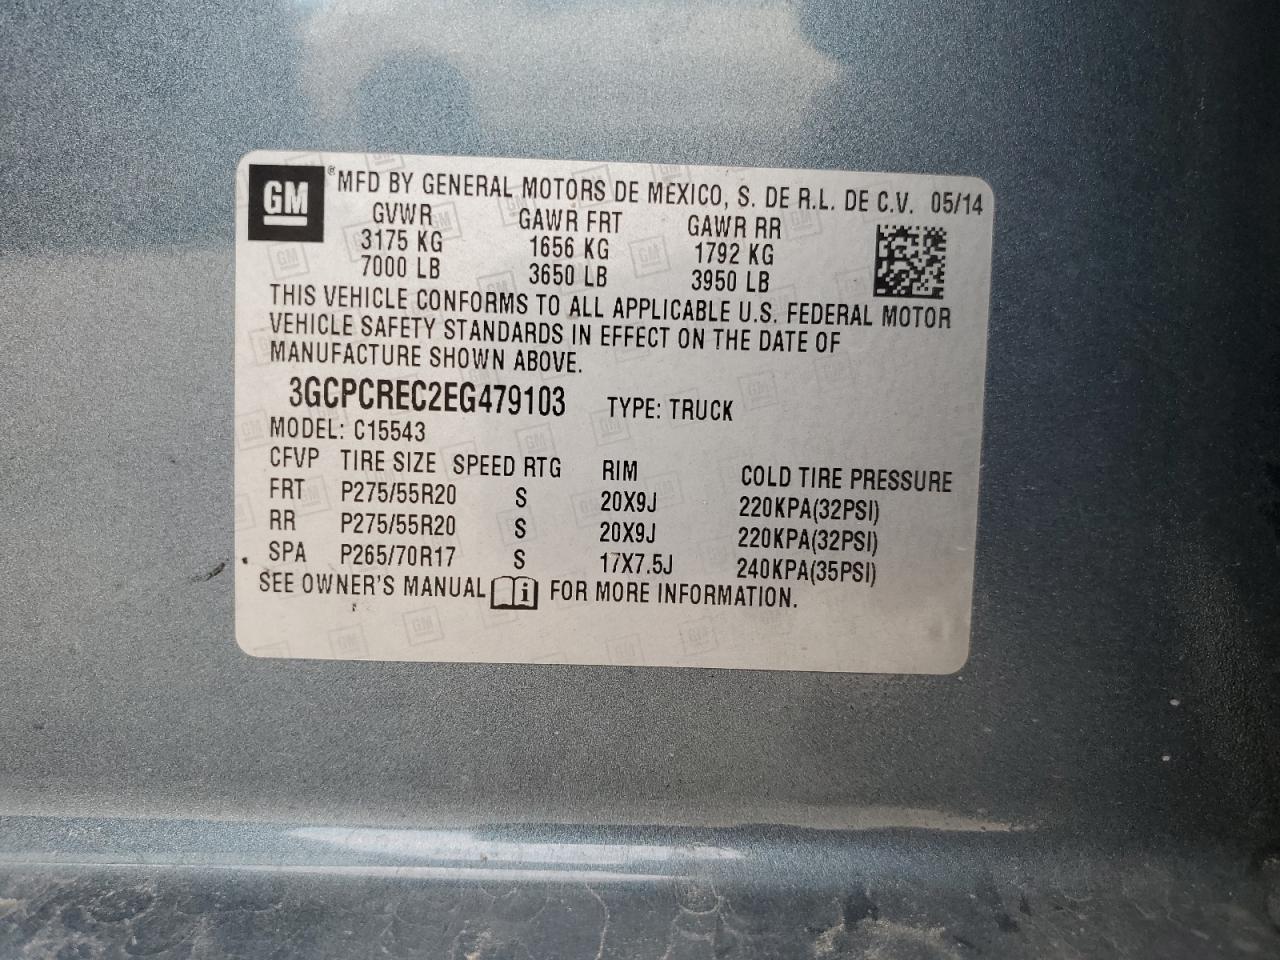 GM ® MFD BY GENERAL MOTORS DE MEXICO, S. DE R.L. DE C.V. 05/14
GVWR GAWR FRT GAWR RR
3175 KG 1656 KG 1792 KG
7000 LB 3650 LB 3950 LB
THIS VEHICLE CONFORMS TO ALL APPLICABLE U.S. FEDERAL MOTOR
VEHICLE SAFETY STANDARDS IN EFFECT ON THE DATE OF
MANUFACTURE SHOWN ABOVE.
3GCPCREC2EG479103 TYPE: TRUCK
MODEL: C15543
CFVP TIRE SIZE SPEED RTG RIM COLD TIRE PRESSURE
FRT P275/55R20 S 20X9J 220KPA(32PSI)
RR P275/55R20 S 20X9J 220KPA(32PSI)
SPA P265/70R17 S 17X7.5J 240KPA(35PSI)
SEE OWNER'S MANUAL i FOR MORE INFORMATION.